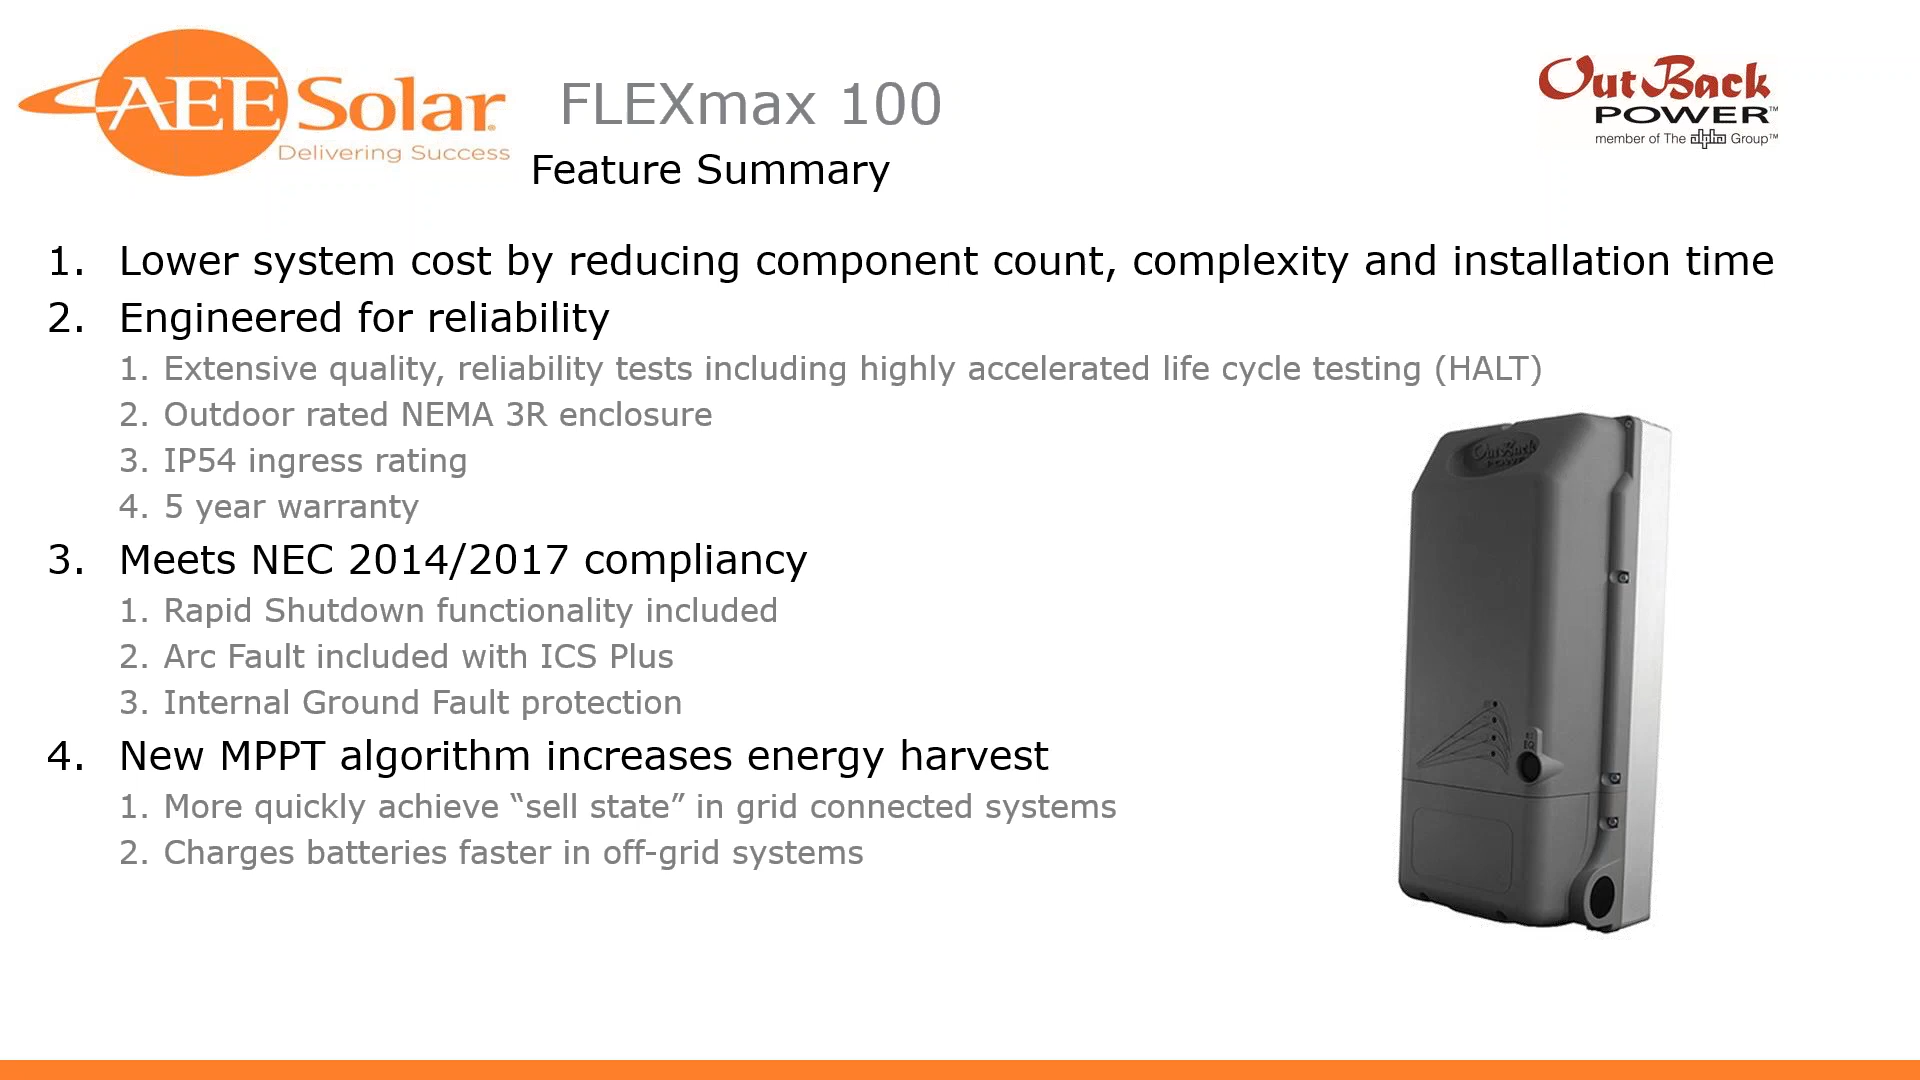 AEE Solar
Delivering Success
FLEXmax 100
Feature Summary
OutBack
POWER™
member of The alpha Group™
1. Lower system cost by reducing component count, complexity and installation time
2. Engineered for reliability
1. Extensive quality, reliability tests including highly accelerated life cycle testing (HALT)
2. Outdoor rated NEMA 3R enclosure
3. IP54 ingress rating
4. 5 year warranty
3. Meets NEC 2014/2017 compliancy
1. Rapid Shutdown functionality included
2. Arc Fault included with ICS Plus
3. Internal Ground Fault protection
4. New MPPT algorithm increases energy harvest
1. More quickly achieve “sell state” in grid connected systems
2. Charges batteries faster in off-grid systems
OutBack
POWER
EQ